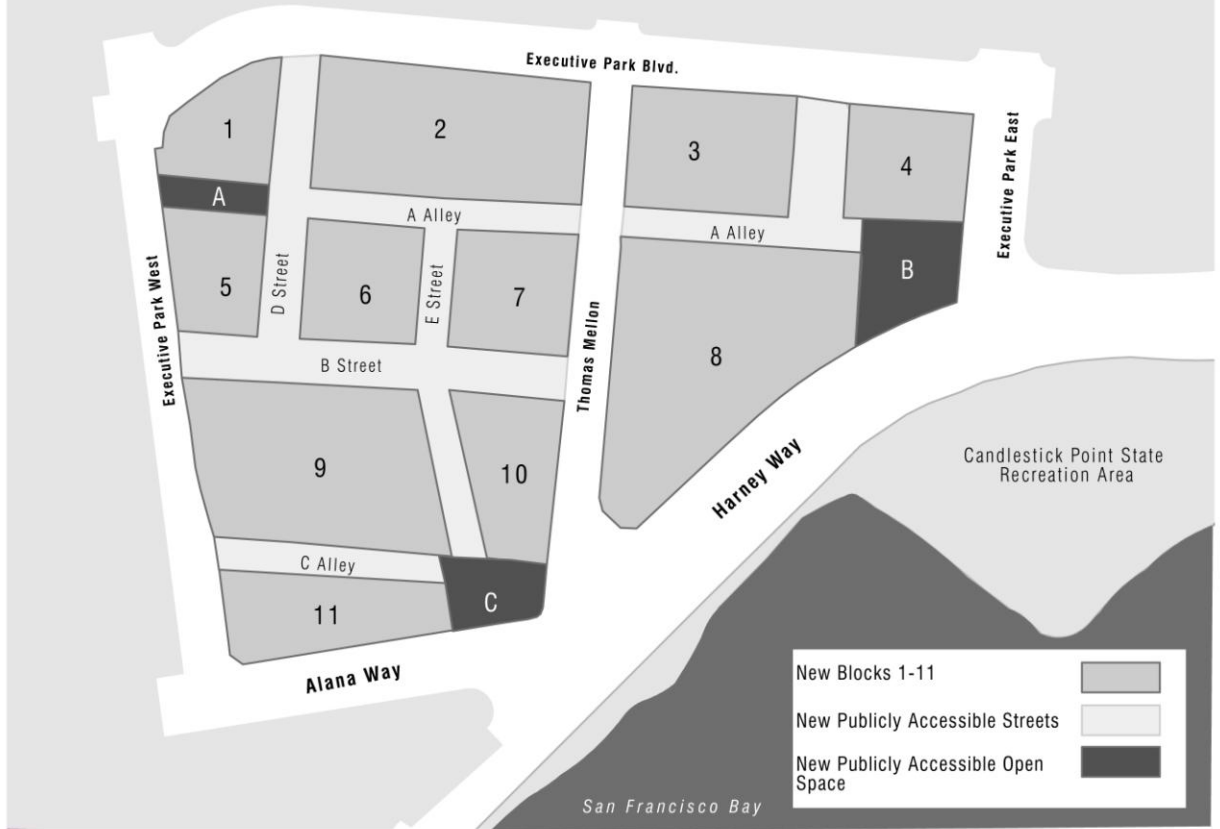 Executive Park Blvd.
1
2
3
4
A
A Alley
A Alley
Executive Park East
B
Executive Park West
5
D Street
6
E Street
7
Thomas Mellon
8
B Street
9
10
Harney Way
Candlestick Point State
Recreation Area
C Alley
C
11
Alana Way
New Blocks 1-11
New Publicly Accessible Streets
New Publicly Accessible Open
Space
San Francisco Bay